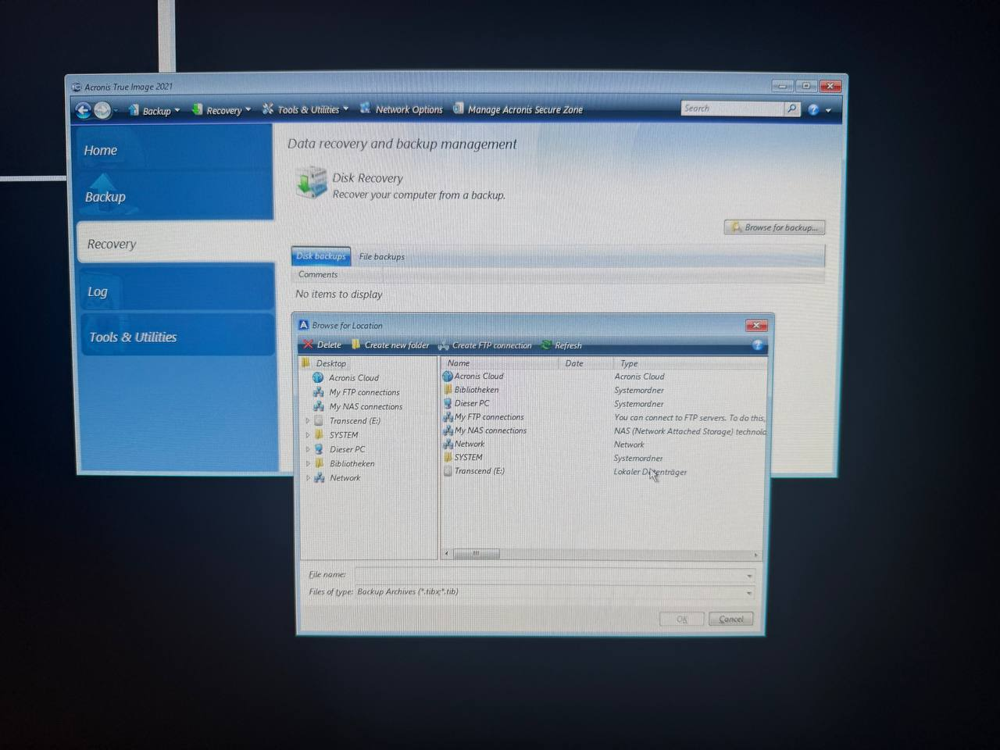 Acronis True Image 2021
Backup Recovery Tools & Utilities Network Options Manage Acronis Secure Zone Search
Home
Backup
Recovery
Log
Tools & Utilities
Data recovery and backup management
Disk Recovery
Recover your computer from a backup.
Browse for backup...
Disk backups File backups
Comments
No items to display
Browse for Location
Delete Create new folder Create FTP connection Refresh
Desktop
Acronis Cloud
My FTP connections
My NAS connections
Transcend (E:)
SYSTEM
Dieser PC
Bibliotheken
Network
Name Date Type
Acronis Cloud Acronis Cloud
Bibliotheken Systemordner
Dieser PC Systemordner
My FTP connections You can connect to FTP servers. To do this,
My NAS connections NAS (Network Attached Storage) technolo
Network Network
SYSTEM Systemordner
Transcend (E:) Lokaler Datenträger
File name:
Files of type: Backup Archives (*.tibx;*.tib)
OK Cancel